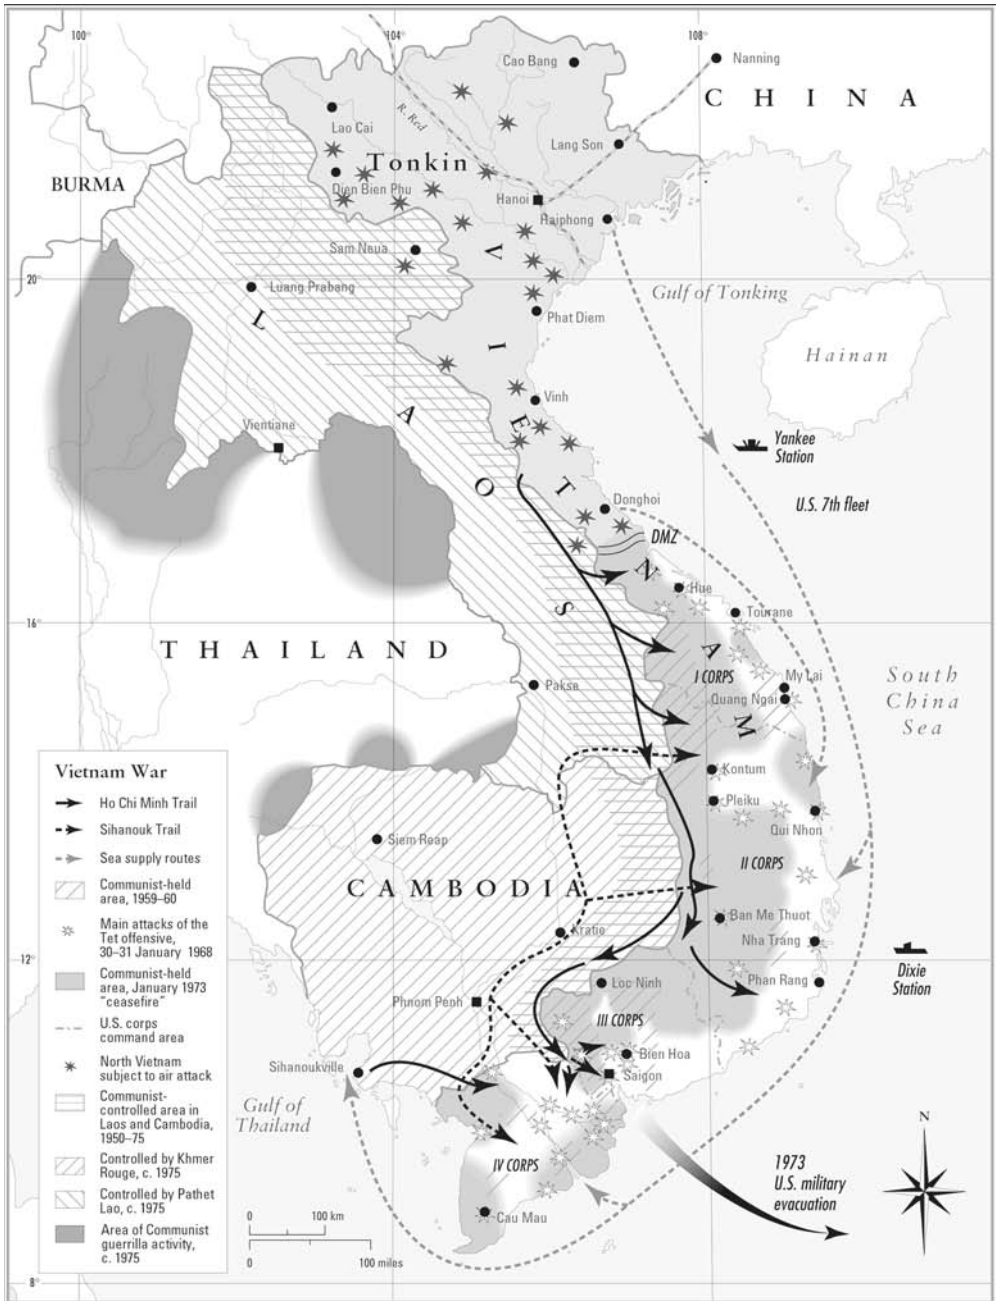 100°
104°
108°
Cao Bang
Nanning
C H I N A
R. Red
Lao Cai
Lang Son
Tonkin
BURMA
Dien Bien Phu
Hanoi
Haiphong
Sam Neua
20°
Luang Prabang
Gulf of Tonking
Phat Diem
Hainan
L A O S
V I E T N A M
Vinh
Vientiane
Yankee
Station
U.S. 7th fleet
Donghoi
DMZ
Hue
16°
Tourane
T H A I L A N D
I CORPS
My Lai
Quang Ngai
Pakse
South
China
Sea
Kontum
Pleiku
Qui Nhon
Siem Reap
C A M B O D I A
II CORPS
Ban Me Thuot
Kratie
Nha Trang
12°
Dixie
Station
Loc Ninh
Phan Rang
Phnom Penh
III CORPS
Bien Hoa
Sihanoukville
Saigon
Gulf of
Thailand
IV CORPS
1973
U.S. military
evacuation
N
Cau Mau
0 100 km
0 100 miles
8°
Vietnam War
Ho Chi Minh Trail
Sihanouk Trail
Sea supply routes
Communist-held
area, 1959–60
Main attacks of the
Tet offensive,
30–31 January 1968
Communist-held
area, January 1973
"ceasefire"
U.S. corps
command area
North Vietnam
subject to air attack
Communist-
controlled area in
Laos and Cambodia,
1950–75
Controlled by Khmer
Rouge, c. 1975
Controlled by Pathet
Lao, c. 1975
Area of Communist
guerrilla activity,
c. 1975